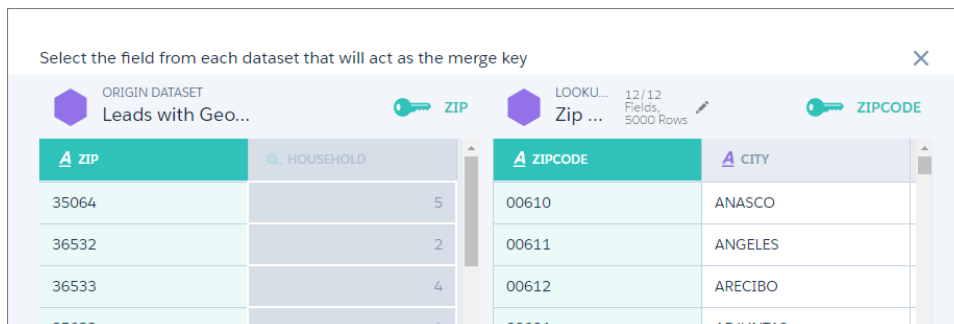 Select the field from each dataset that will act as the merge key
ORIGIN DATASET
Leads with Geo...
ZIP
LOOKU...
Zip ...
12/12
Fields,
5000 Rows
ZIPCODE
A ZIP
HOUSEHOLD
A ZIPCODE
A CITY
35064
5
00610
ANASCO
36532
2
00611
ANGELES
36533
4
00612
ARECIBO